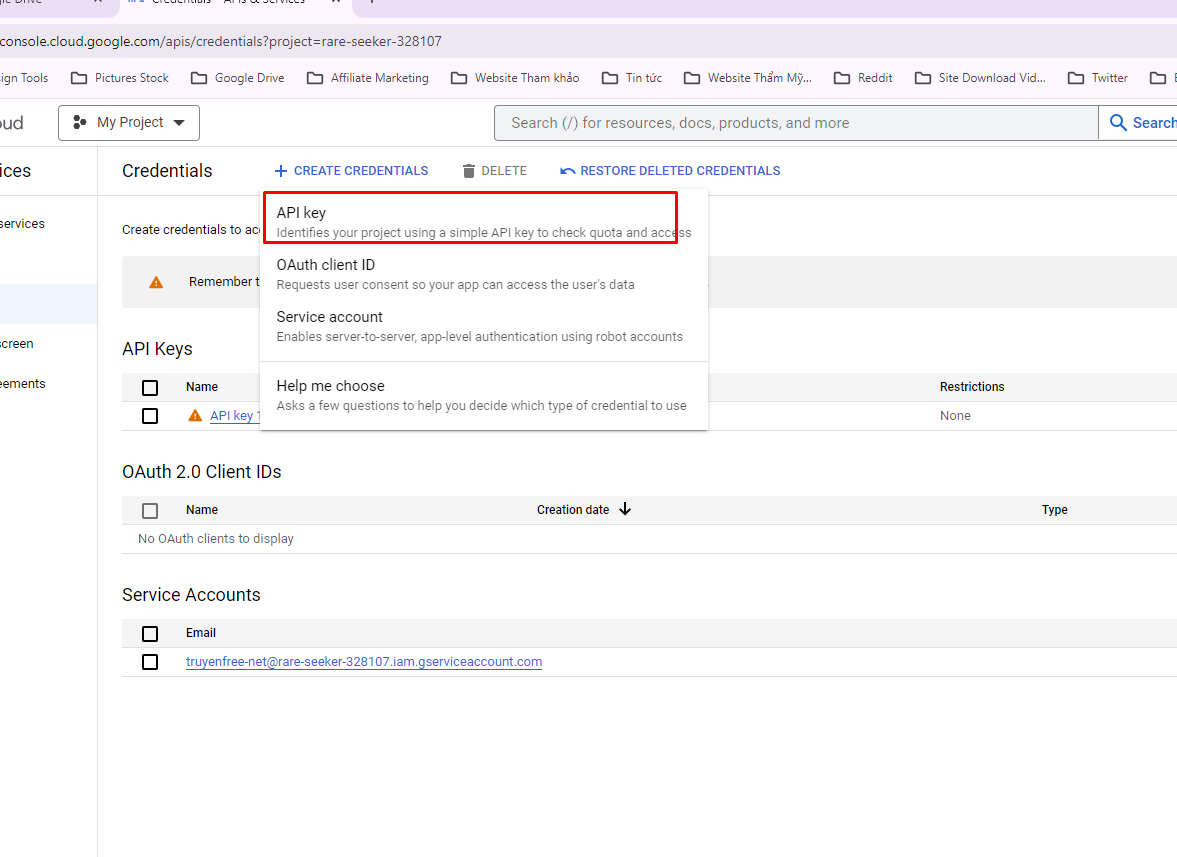 Credentials – APIs & Services
console.cloud.google.com/apis/credentials?project=rare-seeker-328107
ign Tools Pictures Stock Google Drive Affiliate Marketing Website Tham khảo Tin tức Website Thẩm Mỹ... Reddit Site Download Vid... Twitter
oud My Project Search (/) for resources, docs, products, and more Search
ices Credentials CREATE CREDENTIALS DELETE RESTORE DELETED CREDENTIALS
API key
services
Create credentials to acc
Identifies your project using a simple API key to check quota and access
OAuth client ID
Remember t
Requests user consent so your app can access the user's data
Service account
Enables server-to-server, app-level authentication using robot accounts
screen
API Keys
eements
Name
Help me choose
Restrictions
Asks a few questions to help you decide which type of credential to use
API key 1
None
OAuth 2.0 Client IDs
Name Creation date Type
No OAuth clients to display
Service Accounts
Email
truyenfree-net@rare-seeker-328107.iam.gserviceaccount.com